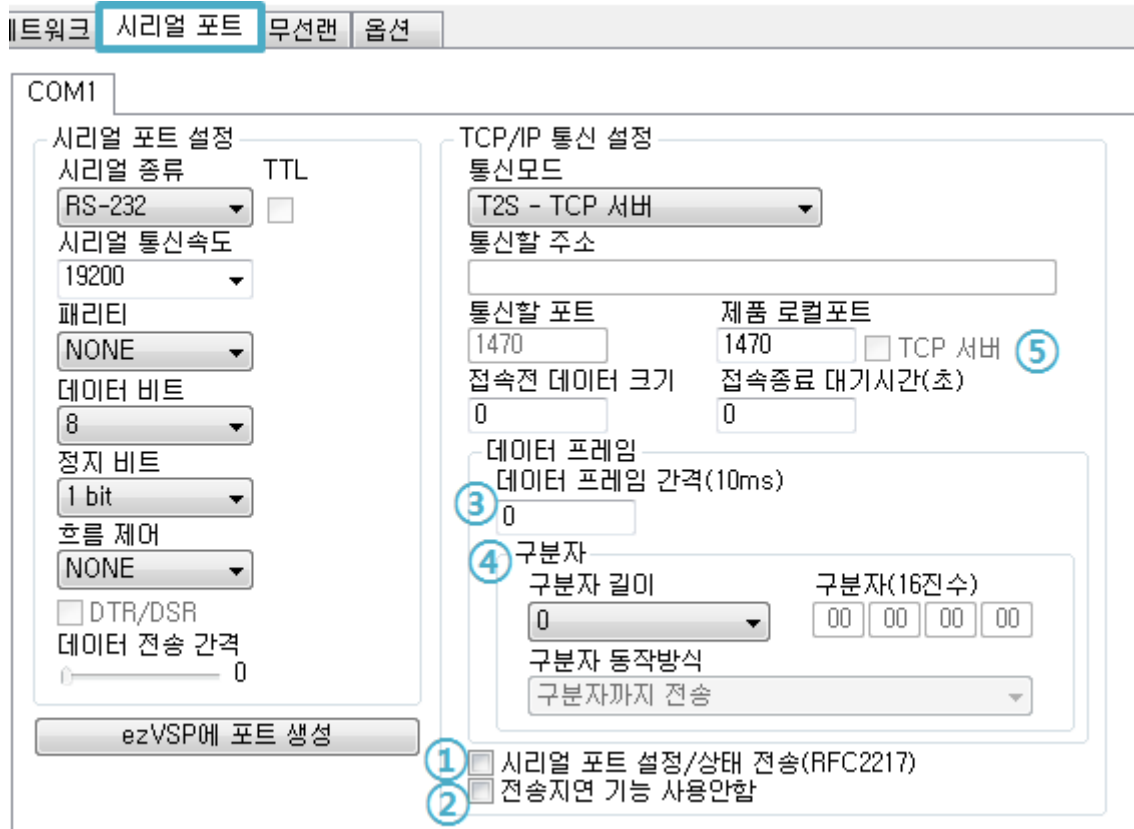 네트워크 시리얼 포트 무선랜 옵션
COM1
시리얼 포트 설정
시리얼 종류 TTL
RS-232
시리얼 통신속도
19200
패리티
NONE
데이터 비트
8
정지 비트
1 bit
흐름 제어
NONE
DTR/DSR
데이터 전송 간격
0
ezVSP에 포트 생성
TCP/IP 통신 설정
통신모드
T2S - TCP 서버
통신할 주소
통신할 포트 제품 로컬포트
1470 1470 TCP 서버 ⑤
접속전 데이터 크기 접속종료 대기시간(초)
0 0
데이터 프레임
데이터 프레임 간격(10ms)
③ 0
④ 구분자
구분자 길이 구분자(16진수)
0 00 00 00 00
구분자 동작방식
구분자까지 전송
① 시리얼 포트 설정/상태 전송(RFC2217)
② 전송지연 기능 사용안함